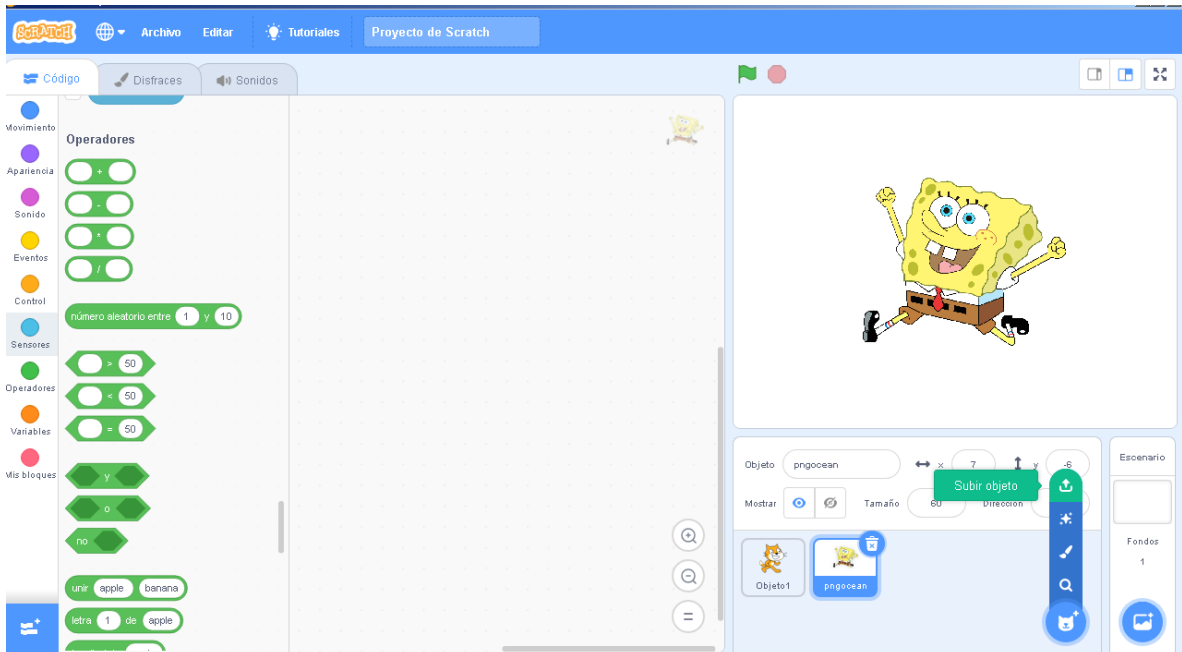 SCRATCH
Archivo
Editar
Tutoriales
Proyecto de Scratch
Código
Disfraces
Sonidos
Movimiento
Apariencia
Sonido
Eventos
Control
Sensores
Operadores
Variables
Mis bloques
Operadores
+
-
*
/
número aleatorio entre 1 y 10
> 50
< 50
= 50
y
o
no
unir apple banana
letra 1 de apple
Objeto pngocean x 7 y -6
Subir objeto
Mostrar Tamaño 60 Dirección
Objeto1
pngocean
Escenario
Fondos
1